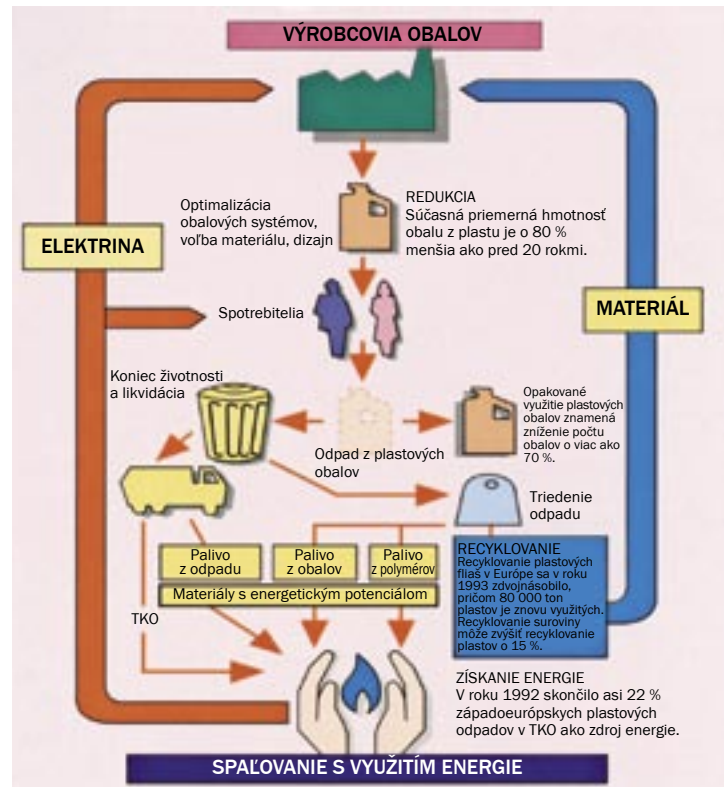 VÝROBCOVIA OBALOV
Optimalizácia
obalových systémov,
voľba materiálu, dizajn
REDUKCIA
Súčasná priemerná hmotnosť
obalu z plastu je o 80 %
menšia ako pred 20 rokmi.
ELEKTRINA
MATERIÁL
Spotrebitelia
Koniec životnosti
a likvidácia
Opakované
využitie plastových
obalov znamená
zníženie počtu
obalov o viac ako
70 %.
Odpad z plastových
obalov
Triedenie
odpadu
Palivo
z odpadu
Palivo
z obalov
Palivo
z polymérov
Materiály s energetickým potenciálom
RECYKLOVANIE
Recyklovanie plastových
fliaš v Európe sa v roku
1993 zdvojnásobilo,
pričom 80 000 ton
plastov je znovu využitých.
Recyklovanie suroviny
môže zvýšiť recyklovanie
plastov o 15 %.
TKO
ZÍSKANIE ENERGIE
V roku 1992 skončilo asi 22 %
západoeurópskych plastových
odpadov v TKO ako zdroj energie.
SPAĽOVANIE S VYUŽITÍM ENERGIE